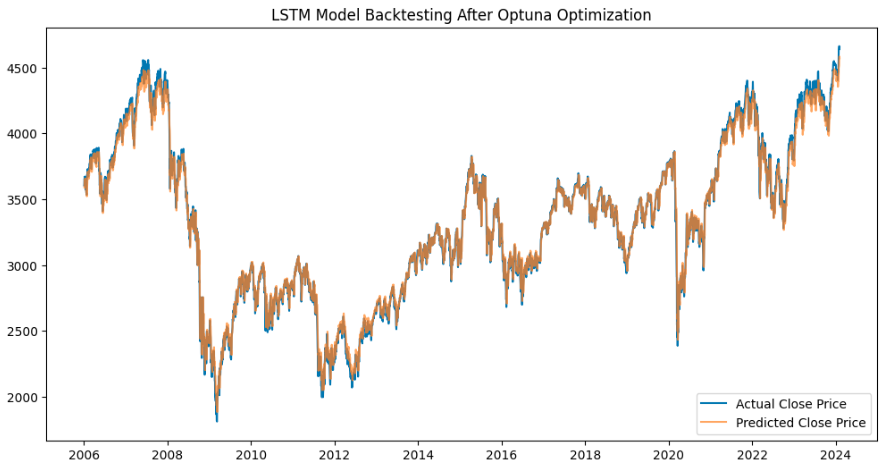 LSTM Model Backtesting After Optuna Optimization
4500
4000
3500
3000
2500
2000
Actual Close Price
Predicted Close Price
2006 2008 2010 2012 2014 2016 2018 2020 2022 2024